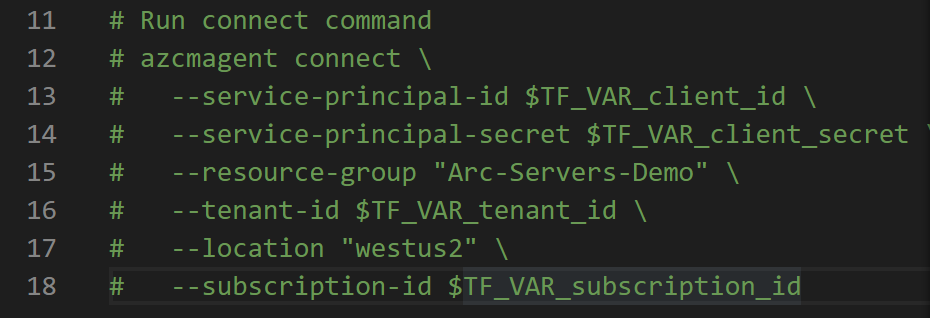 11 # Run connect command
12 # azcmagent connect \
13 #   --service-principal-id $TF_VAR_client_id \
14 #   --service-principal-secret $TF_VAR_client_secret \
15 #   --resource-group "Arc-Servers-Demo" \
16 #   --tenant-id $TF_VAR_tenant_id \
17 #   --location "westus2" \
18 #   --subscription-id $TF_VAR_subscription_id